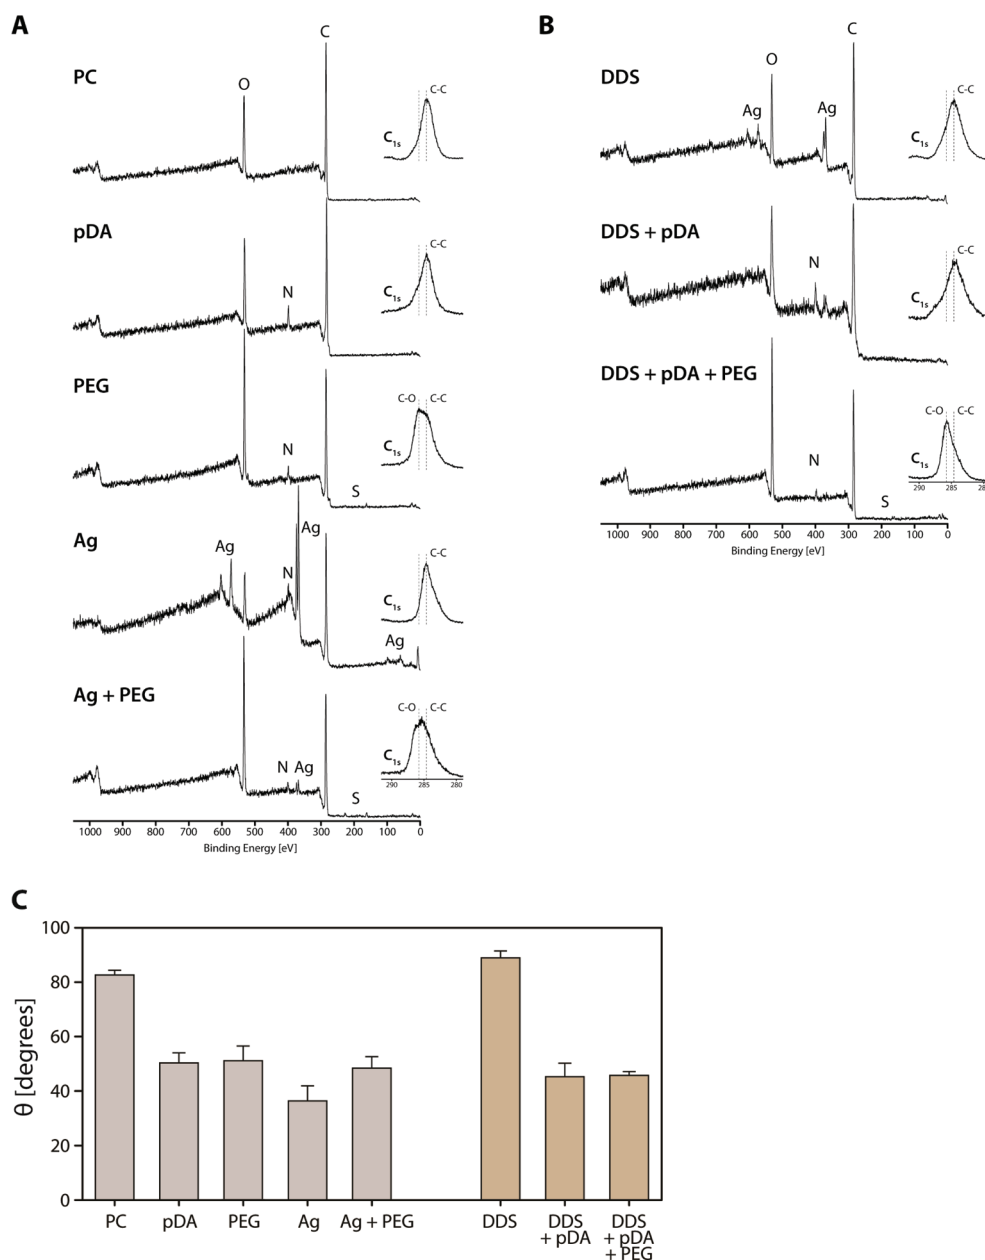 A
B
PC
O
C
C-C
C1s
pDA
N
C-C
C1s
PEG
N
S
C-O
C-C
C1s
Ag
Ag
N
Ag
Ag
C-C
C1s
Ag + PEG
N
Ag
S
C-O
C-C
C1s
290 285 281
1000 900 800 700 600 500 400 300 200 100 0
Binding Energy [eV]
DDS
Ag
O
Ag
C
C-C
C1s
DDS + pDA
N
C-C
C1s
DDS + pDA + PEG
N
S
C-O
C-C
C1s
290 285
1000 900 800 700 600 500 400 300 200 100 0
Binding Energy [eV]
C
θ [degrees]
100
80
60
40
20
0
PC
pDA
PEG
Ag
Ag + PEG
DDS
DDS
+ pDA
DDS
+ pDA
+ PEG